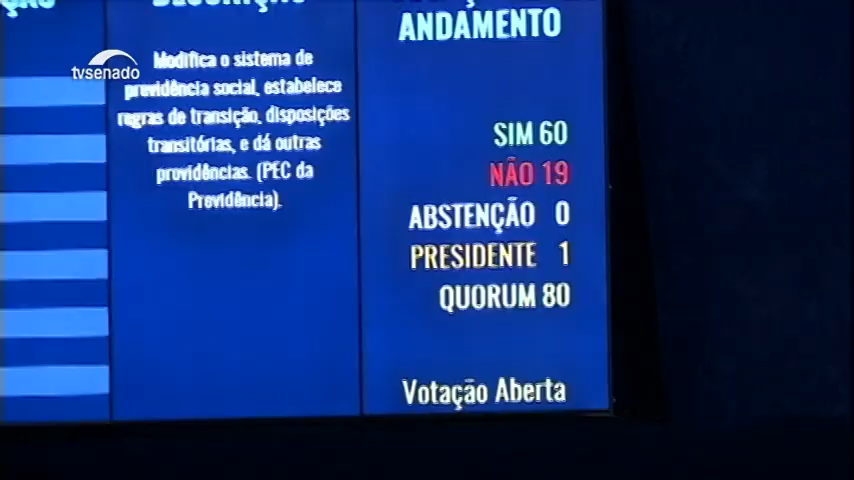 DESCRIÇÃO
ANDAMENTO
tvsenado
Modifica o sistema de
previdência social, estabelece
regras de transição, disposições
transitórias, e dá outras
providências. (PEC da
Previdência).
SIM 60
NÃO 19
ABSTENÇÃO 0
PRESIDENTE 1
QUORUM 80
Votação Aberta